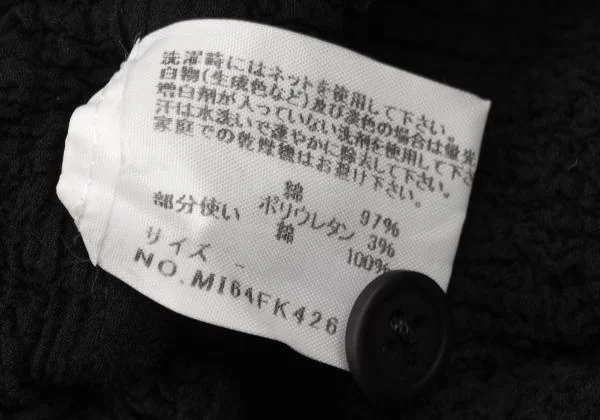 洗濯時にはネットを使用して下さい。
白物(生成色など)及び淡色の場合は蛍光
増白剤が入っていない洗剤を使用して下さ
汗は水洗いで速やかに除去して下さい。
家庭での乾燥機はお避け下さい。
綿 97%
部分使い ポリウレタン 3%
綿 100%
サイズ -
NO.MI64FK426